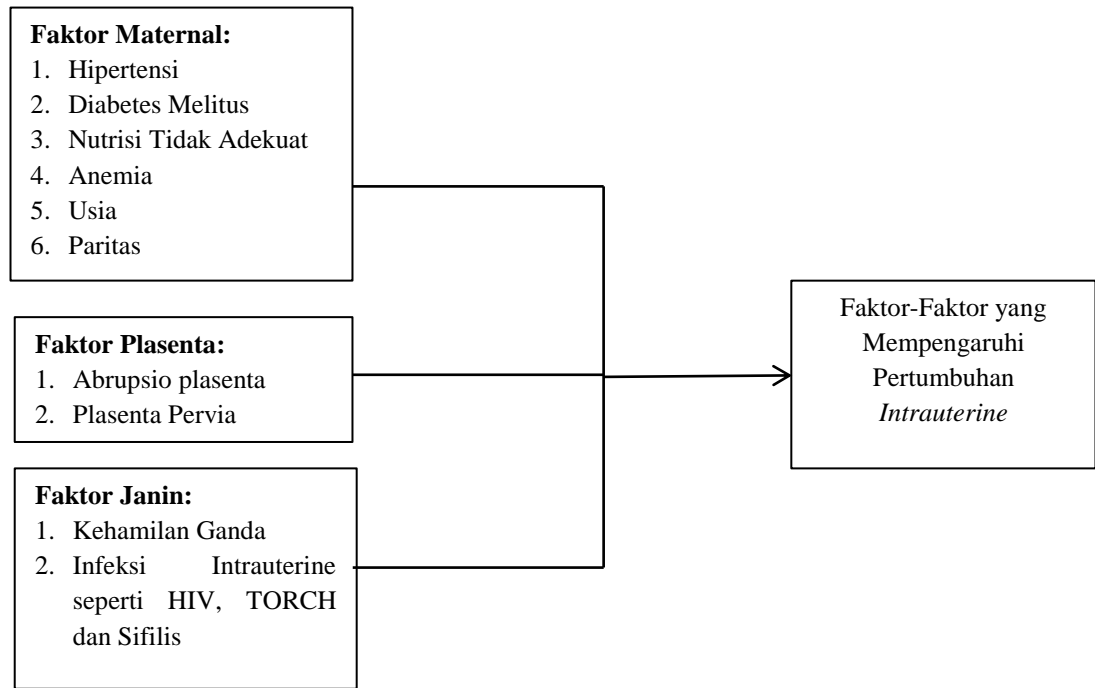 Faktor Maternal:
1. Hipertensi
2. Diabetes Melitus
3. Nutrisi Tidak Adekuat
4. Anemia
5. Usia
6. Paritas
Faktor Plasenta:
1. Abrupsio plasenta
2. Plasenta Pervia
Faktor Janin:
1. Kehamilan Ganda
2. Infeksi Intrauterine
seperti HIV, TORCH
dan Sifilis
Faktor-Faktor yang
Mempengaruhi
Pertumbuhan
Intrauterine